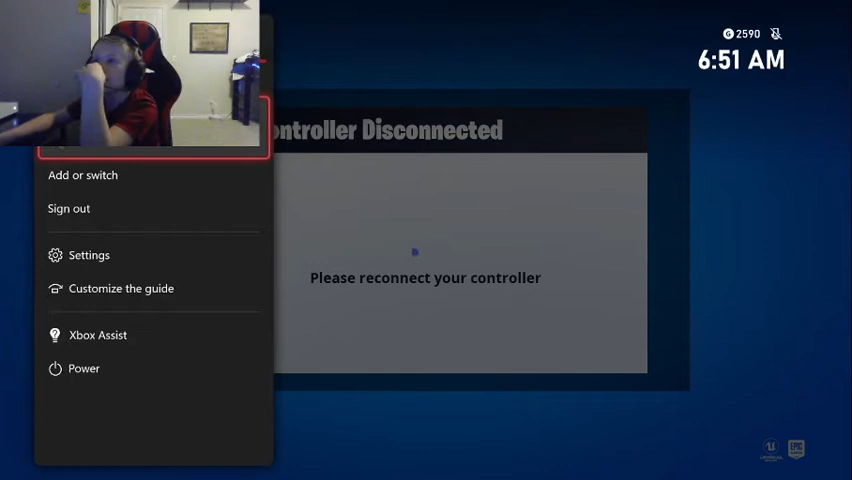 2590
6:51 AM
ontroller Disconnected
Add or switch
Sign out
Settings
Please reconnect your controller
Customize the guide
Xbox Assist
Power
EPIC